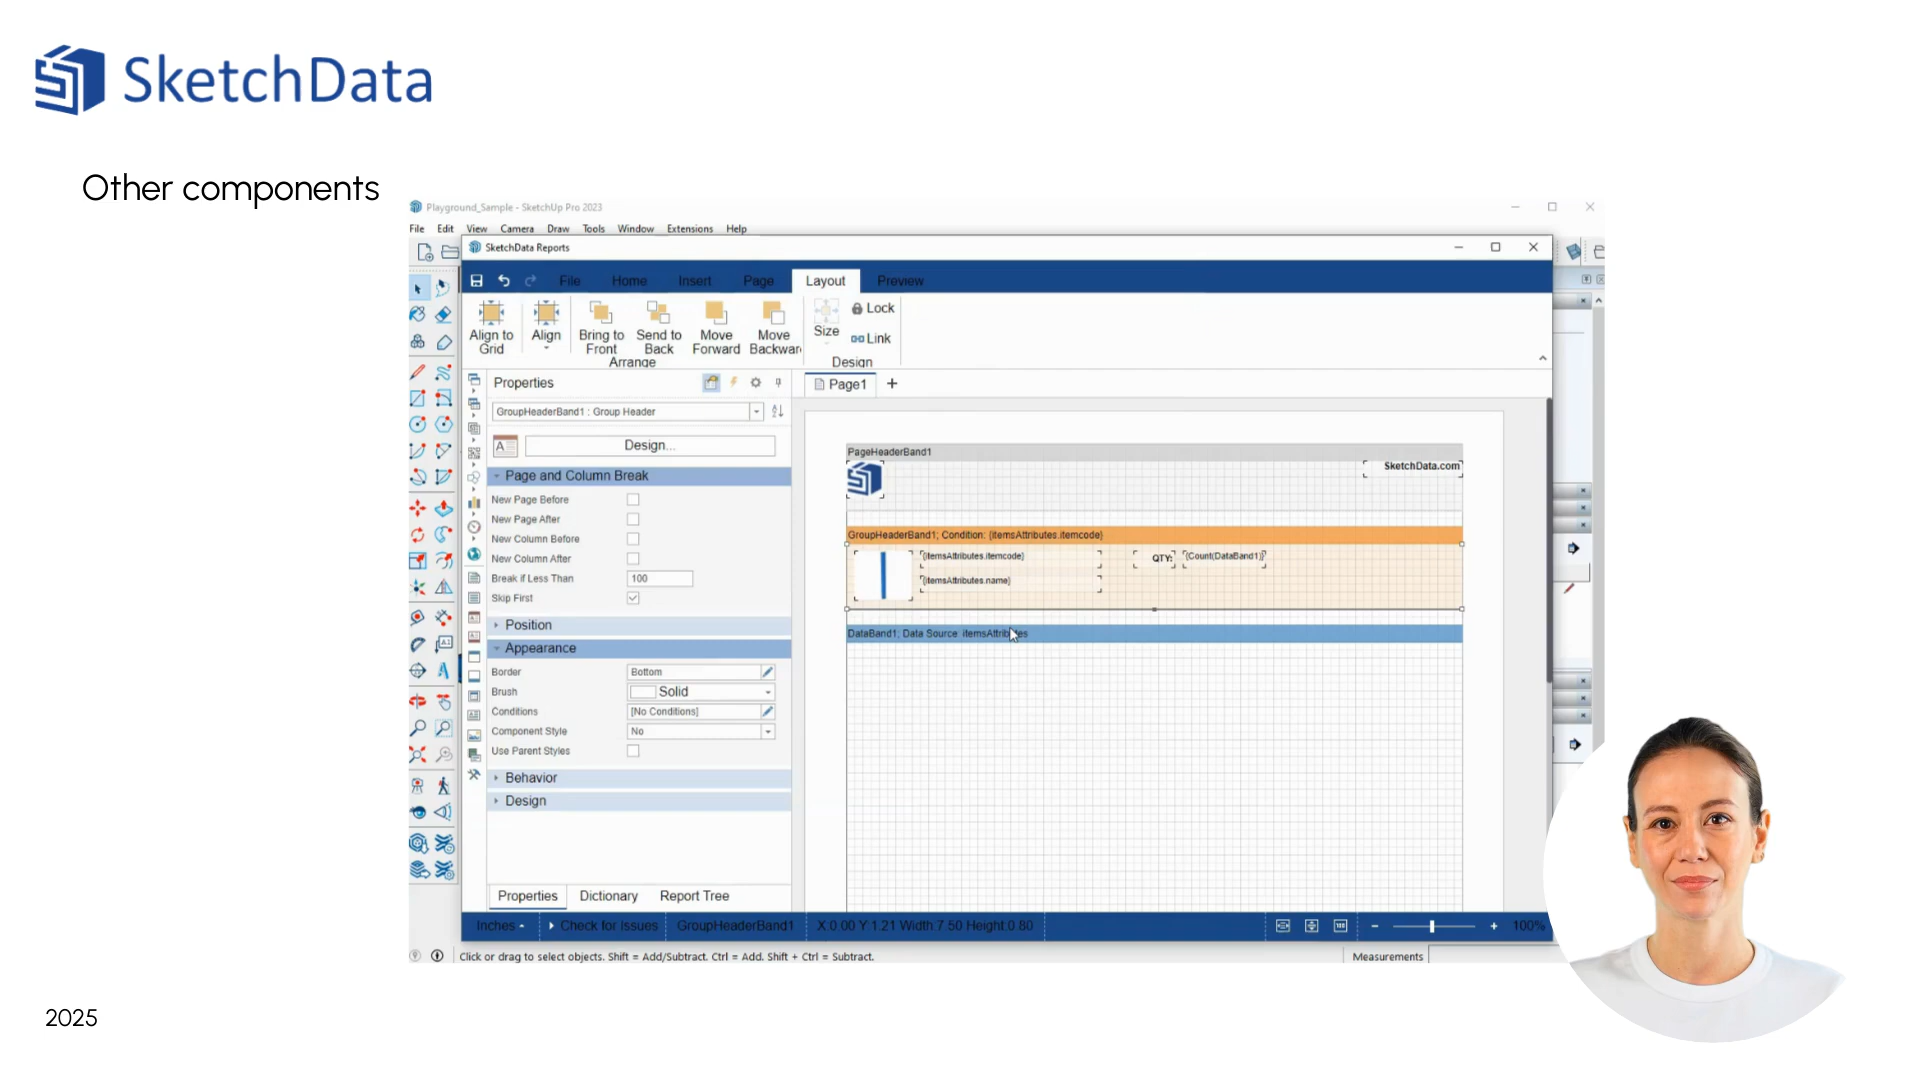 SketchData
Other components
Playground_Sample - SketchUp Pro 2023
File Edit View Camera Draw Tools Window Extensions Help
SketchData Reports
File Home Insert Page Layout Preview
Align to Grid
Align
Bring to Front
Send to Back
Move Forward
Move Backwar
Size
Lock
Link
Arrange
Design
Properties
Page1
GroupHeaderBand1 : Group Header
Design...
Page and Column Break
New Page Before
New Page After
New Column Before
New Column After
Break if Less Than 100
Skip First
Position
Appearance
Border Bottom
Brush Solid
Conditions [No Conditions]
Component Style No
Use Parent Styles
Behavior
Design
Properties Dictionary Report Tree
PageHeaderBand1
SketchData.com
GroupHeaderBand1; Condition: {itemsAttributes.itemcode}
{itemsAttributes.itemcode}
QTY: {Count(DataBand1)}
{itemsAttributes.name}
DataBand1; Data Source: itemsAttributes
Inches Check for Issues GroupHeaderBand1 X:0.00 Y:1.21 Width:7.50 Height:0.80 100%
Click or drag to select objects. Shift = Add/Subtract. Ctrl = Add. Shift + Ctrl = Subtract.
Measurements
2025